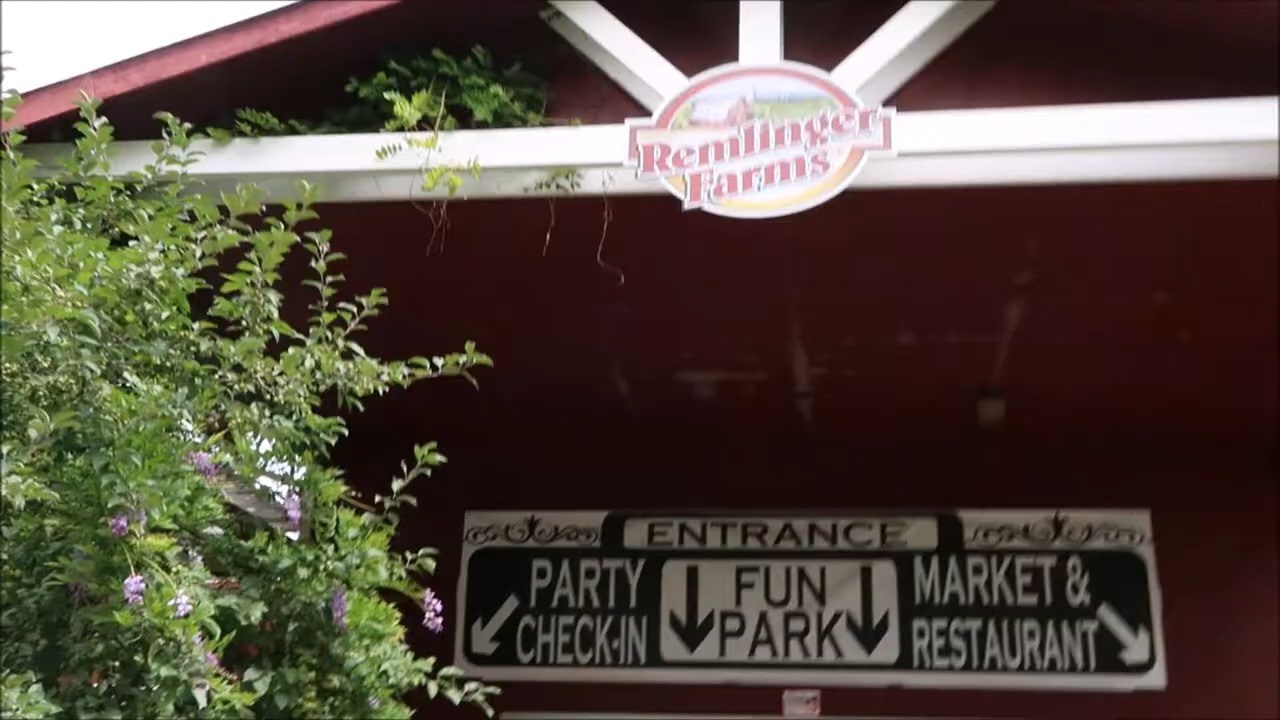 Remlinger
Farms
ENTRANCE
PARTY
CHECK-IN
FUN
PARK
MARKET &
RESTAURANT